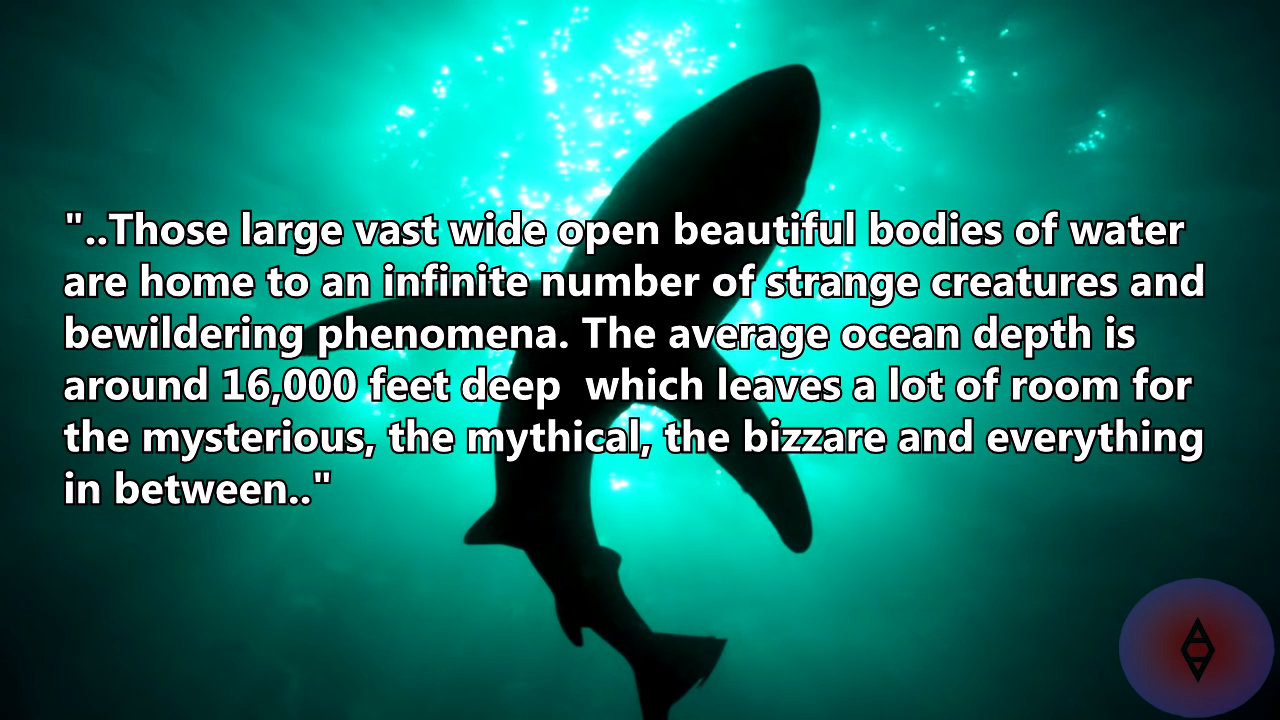 "..Those large vast wide open beautiful bodies of water
are home to an infinite number of strange creatures and
bewildering phenomena. The average ocean depth is
around 16,000 feet deep  which leaves a lot of room for
the mysterious, the mythical, the bizzare and everything
in between.."